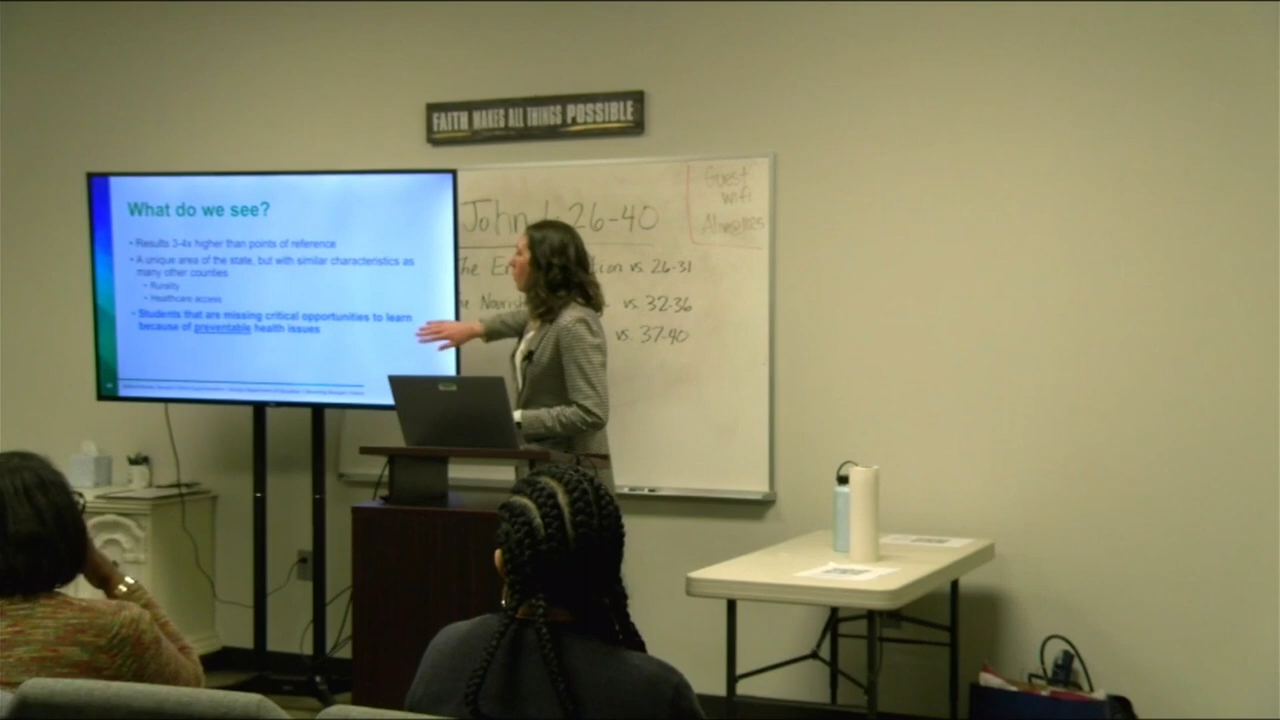 FAITH MAKES ALL THINGS POSSIBLE
What do we see?
• Results 3-4x higher than points of reference
• A unique area of the state, but with similar characteristics as
many other counties
• Rurality
• Healthcare access
• Students that are missing critical opportunities to learn
because of preventable health issues
John 26-40
vs. 26-31
vs. 32-36
vs. 37-40
Guest
wifi